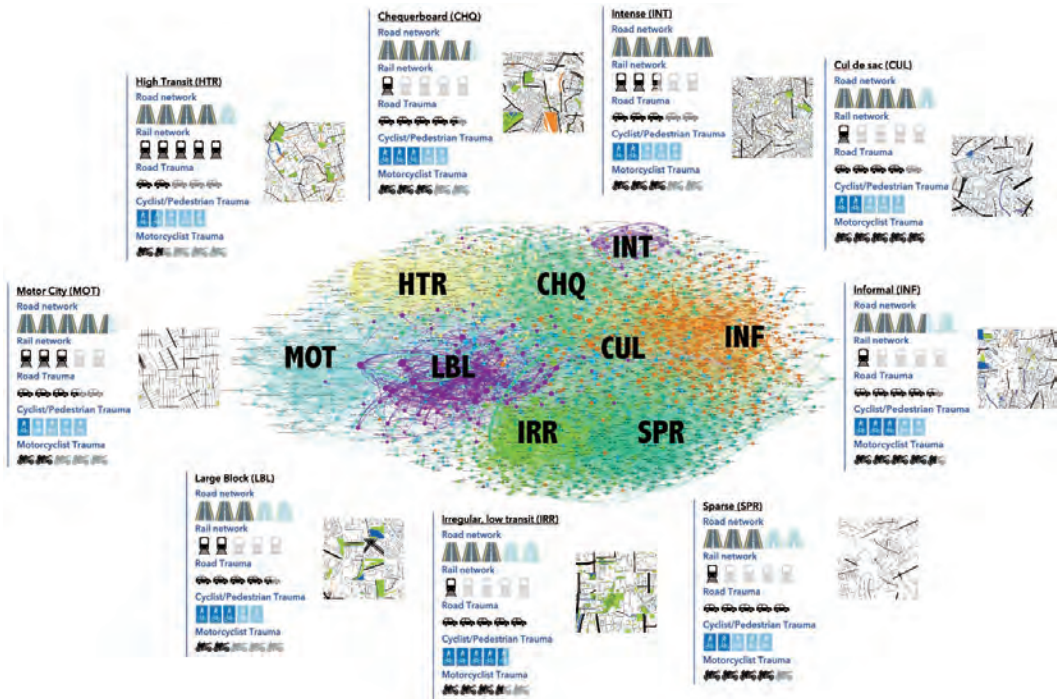 Chequerboard (CHQ)
Road network
Rail network
Road Trauma
Cyclist/Pedestrian Trauma
Motorcyclist Trauma
Intense (INT)
Road network
Rail network
Road Trauma
Cyclist/Pedestrian Trauma
Motorcyclist Trauma
High Transit (HTR)
Road network
Rail network
Road Trauma
Cyclist/Pedestrian Trauma
Motorcyclist Trauma
Cul de sac (CUL)
Road network
Rail network
Road Trauma
Cyclist/Pedestrian Trauma
Motorcyclist Trauma
Motor City (MOT)
Road network
Rail network
Road Trauma
Cyclist/Pedestrian Trauma
Motorcyclist Trauma
INT
HTR
CHQ
MOT
LBL
CUL
INF
IRR
SPR
Informal (INF)
Road network
Rail network
Road Trauma
Cyclist/Pedestrian Trauma
Motorcyclist Trauma
Large Block (LBL)
Road network
Rail network
Road Trauma
Cyclist/Pedestrian Trauma
Motorcyclist Trauma
Irregular, low transit (IRR)
Road network
Rail network
Road Trauma
Cyclist/Pedestrian Trauma
Motorcyclist Trauma
Sparse (SPR)
Road network
Rail network
Road Trauma
Cyclist/Pedestrian Trauma
Motorcyclist Trauma